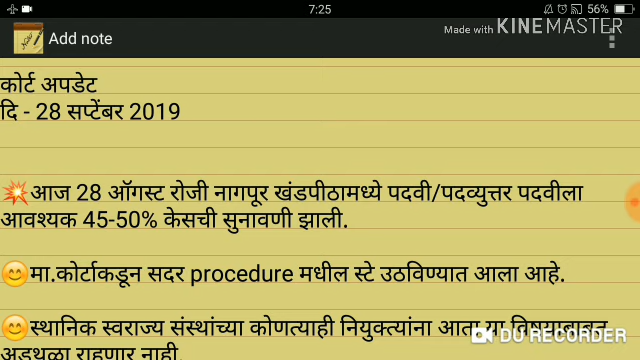 7:25
56%
Add note
Made with KINEMASTER
कोर्ट अपडेट
दि - 28 सप्टेंबर 2019
💥आज 28 ऑगस्ट रोजी नागपूर खंडपीठामध्ये पदवी/पदव्युत्तर पदवीला
आवश्यक 45-50% केसची सुनावणी झाली.
😊मा.कोर्टाकडून सदर procedure मधील स्टे उठविण्यात आला आहे.
😊स्थानिक स्वराज्य संस्थांच्या कोणत्याही नियुक्त्यांना
DU RECORDER
अडथळा राहणार नाही.